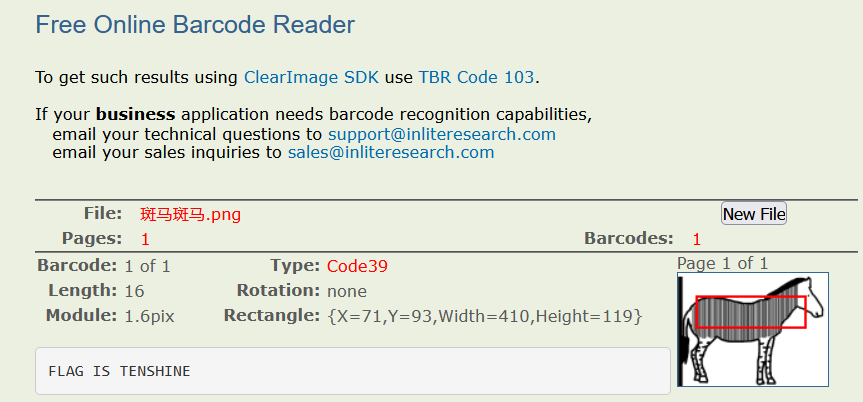 Free Online Barcode Reader
To get such results using ClearImage SDK use TBR Code 103.
If your business application needs barcode recognition capabilities,
email your technical questions to support@inliteresearch.com
email your sales inquiries to sales@inliteresearch.com
File: 斑马斑马.png New File
Pages: 1 Barcodes: 1
Barcode: 1 of 1 Type: Code39 Page 1 of 1
Length: 16 Rotation: none
Module: 1.6pix Rectangle: {X=71,Y=93,Width=410,Height=119}
FLAG IS TENSHINE